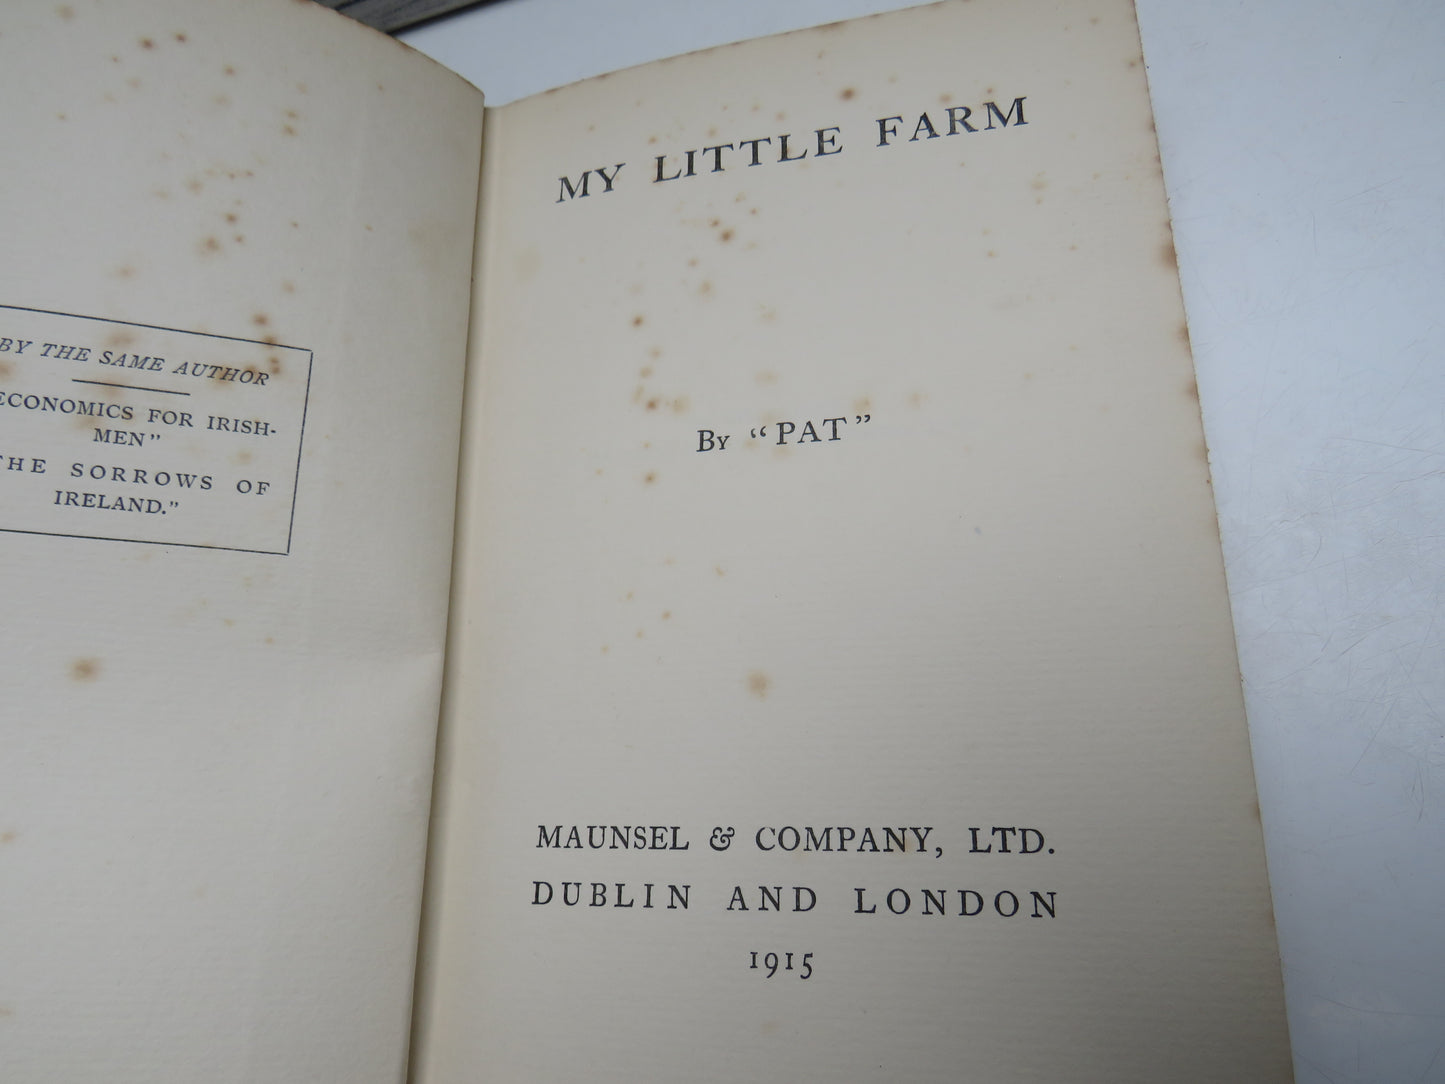 BY THE SAME AUTHOR
ECONOMICS FOR IRISH-
MEN"
THE SORROWS OF
IRELAND."
MY LITTLE FARM
BY "PAT"
MAUNSEL & COMPANY, LTD.
DUBLIN AND LONDON
1915